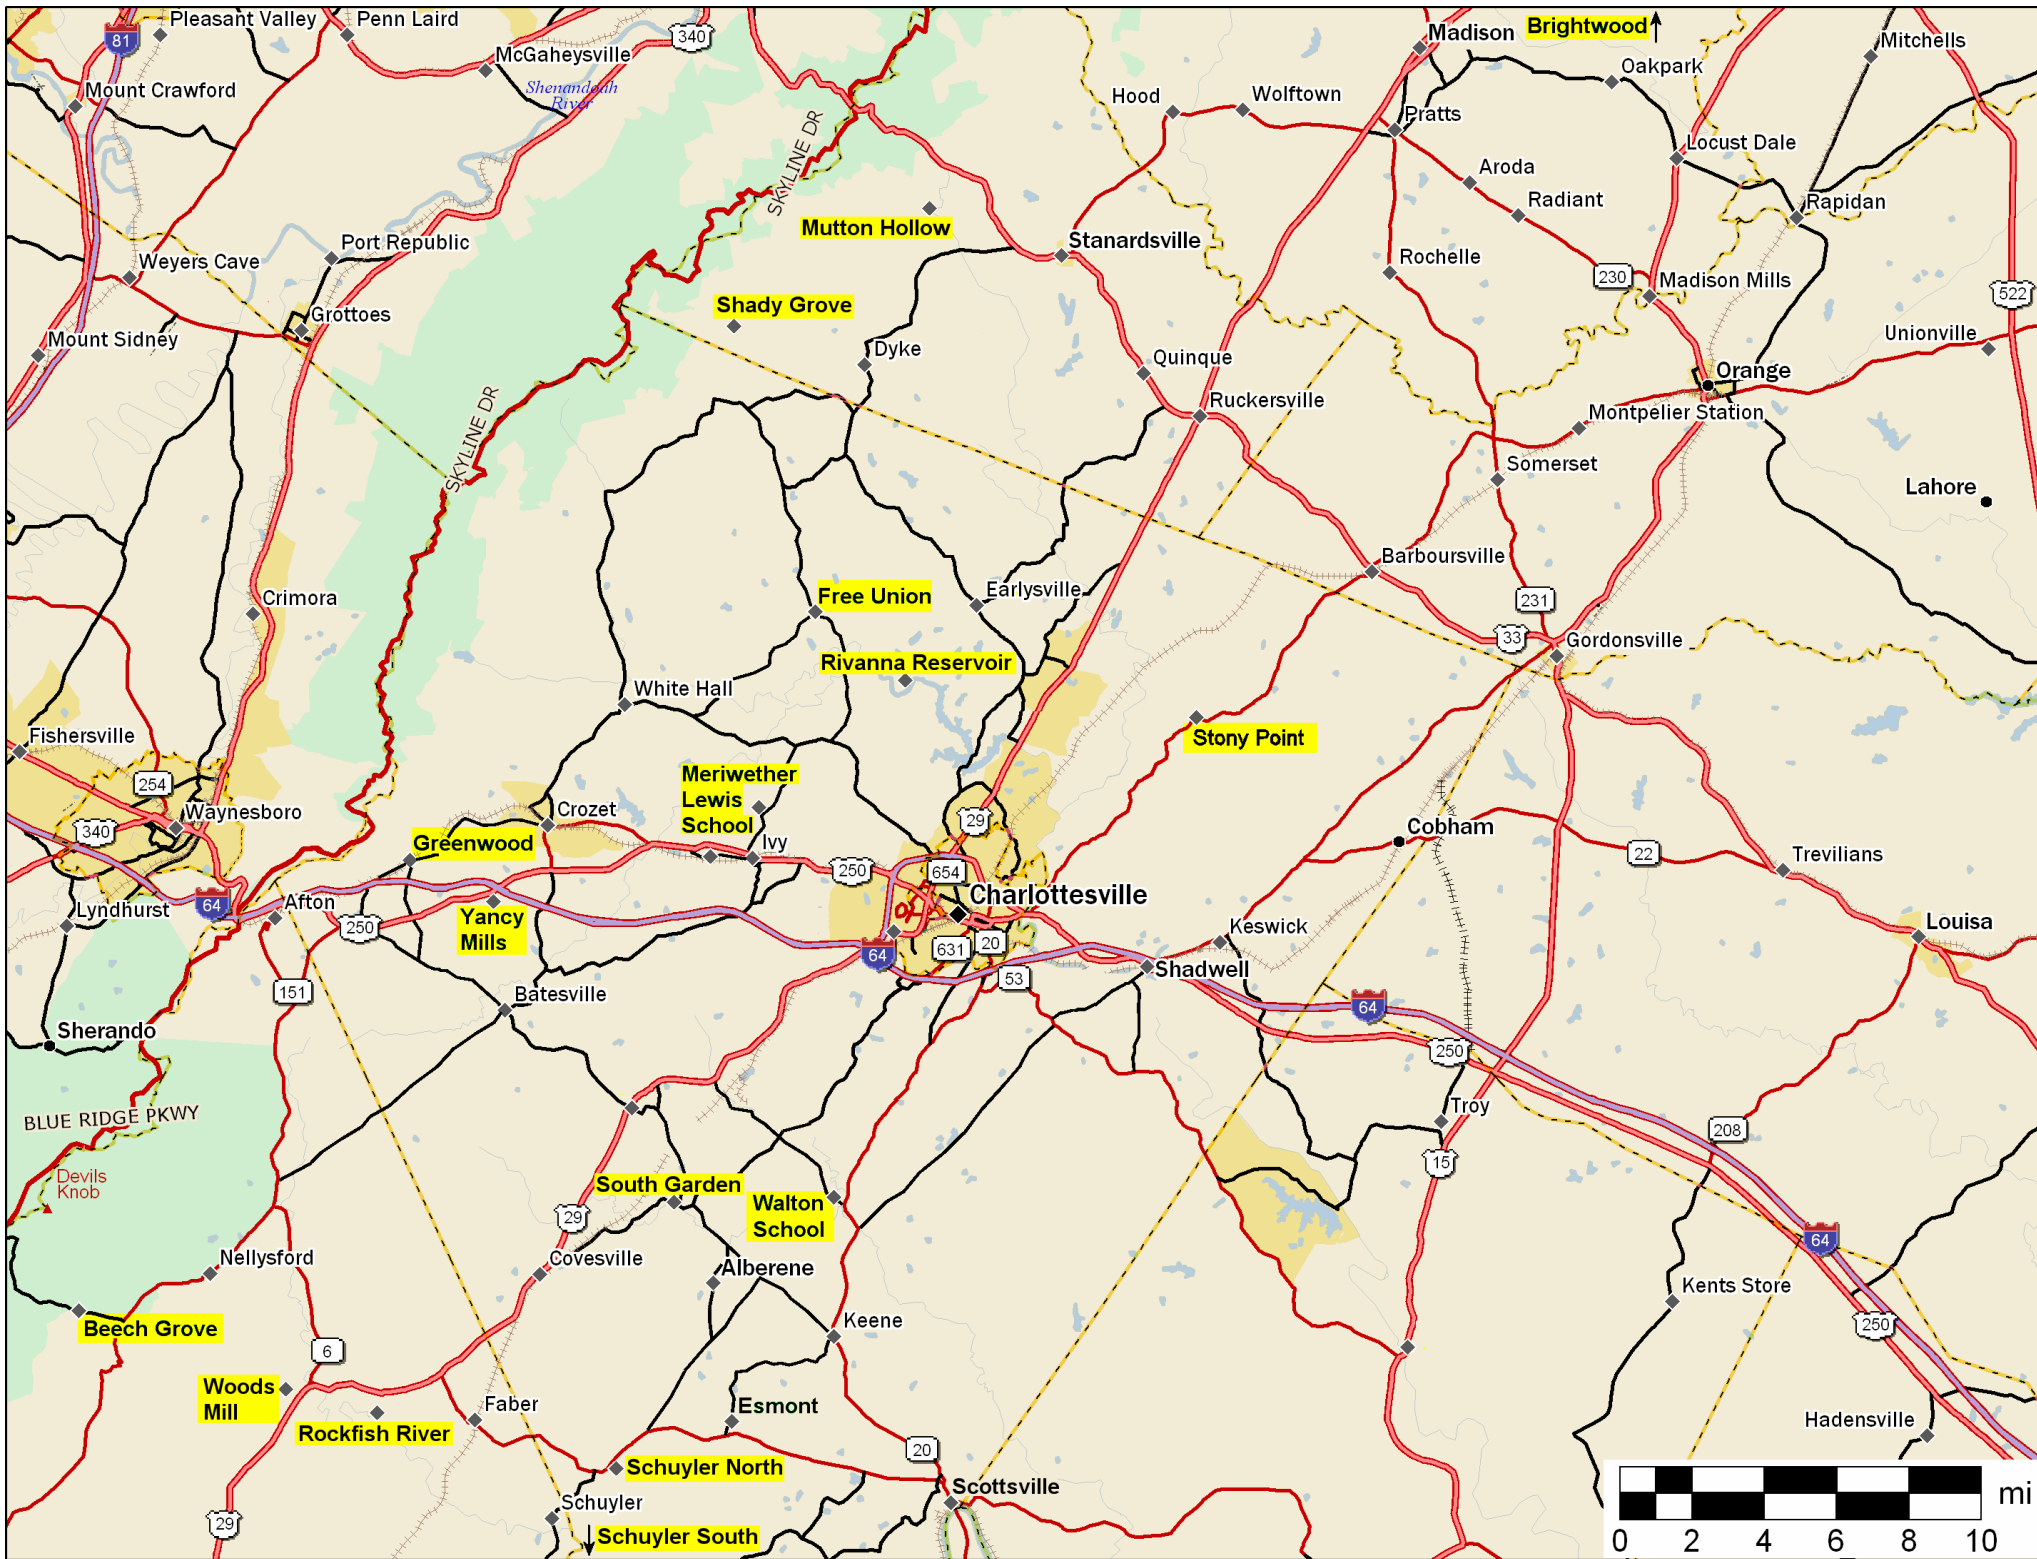 Pleasant Valley
Penn Laird
81
340
Madison
Brightwood
Mitchells
McGaheysville
Oakpark
Mount Crawford
Shenandoah
River
Hood
Wolftown
Pratts
Locust Dale
SKYLINE DR
Aroda
Radiant
Rapidan
Mutton Hollow
Port Republic
Stanardsville
Weyers Cave
Rochelle
230
Madison Mills
522
Shady Grove
Grottoes
Mount Sidney
Unionville
Dyke
Quinque
Orange
Ruckersville
Montpelier Station
SKYLINE DR
Somerset
Lahore
Barboursville
Free Union
Earlysville
Crimora
231
33
Gordonsville
Rivanna Reservoir
White Hall
Fishersville
Stony Point
254
Meriwether
Lewis
School
Waynesboro
Crozet
29
340
Greenwood
Ivy
Cobham
250
654
22
Trevilians
64
Afton
Charlottesville
Lyndhurst
250
Yancy
Mills
64
631
20
Keswick
Louisa
53
Shadwell
151
Batesville
64
Sherando
250
BLUE RIDGE PKWY
Troy
208
15
Devils
Knob
South Garden
Walton
School
29
64
Nellysford
Covesville
Alberene
Kents Store
Beech Grove
Keene
250
6
Woods
Mill
Faber
Esmont
Rockfish River
Hadensville
20
Schuyler North
Scottsville
Schuyler
29
Schuyler South
mi
0 2 4 6 8 10